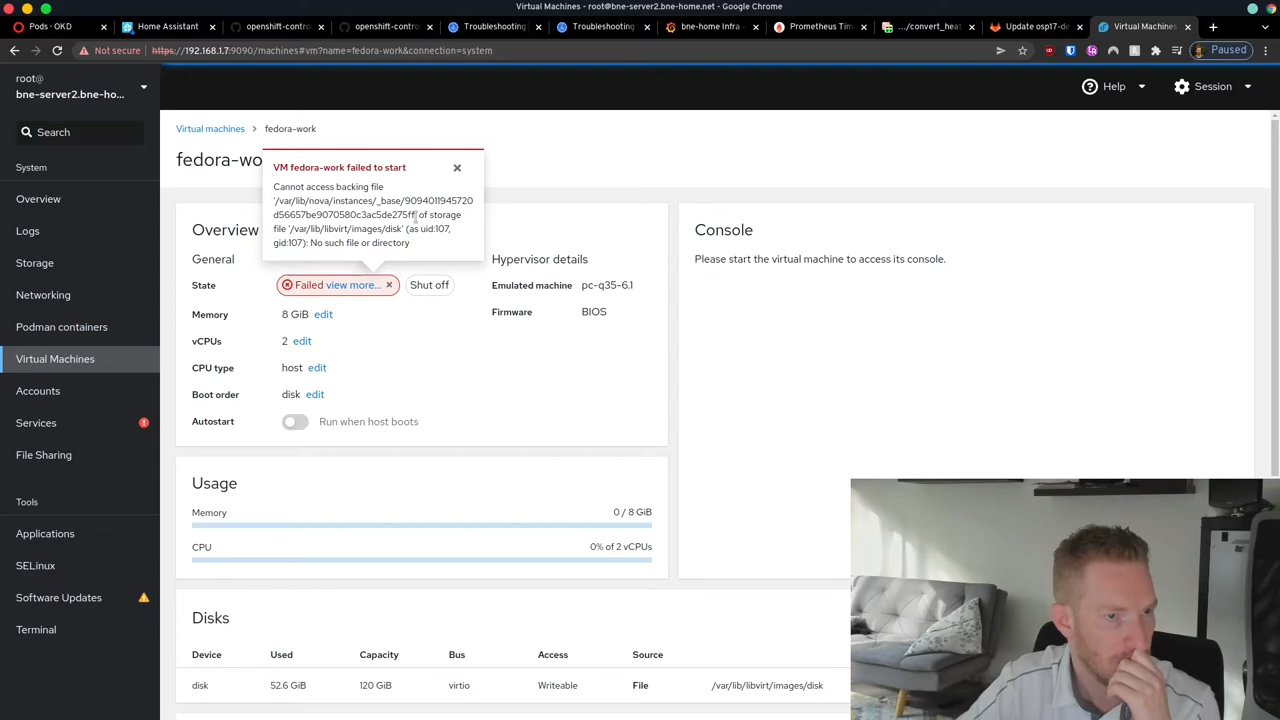 Virtual Machines - root@bne-server2.bne-home.net - Google Chrome
Pods · OKD
Home Assistant
openshift-contro
openshift-contro
Troubleshooting
Troubleshooting
bne-home Infra -
Prometheus Tim
.../convert_heat
Update osp17-de
Virtual Machines
Not secure
https://192.168.1.7:9090/machines#vm?name=fedora-work&connection=system
Paused
root@
bne-server2.bne-ho...
Help
Session
Search
System
Overview
Logs
Storage
Networking
Podman containers
Virtual Machines
Accounts
Services
File Sharing
Tools
Applications
SELinux
Software Updates
Terminal
Virtual machines > fedora-work
fedora-wo
VM fedora-work failed to start
Cannot access backing file
'/var/lib/nova/instances/_base/9094011945720
d56657be9070580c3ac5de275ff' of storage
file '/var/lib/libvirt/images/disk' (as uid:107,
gid:107): No such file or directory
Overview
General
State
Failed view more...
Shut off
Memory
8 GiB edit
vCPUs
2 edit
CPU type
host edit
Boot order
disk edit
Autostart
Run when host boots
Hypervisor details
Emulated machine
pc-q35-6.1
Firmware
BIOS
Console
Please start the virtual machine to access its console.
Usage
Memory
0 / 8 GiB
CPU
0% of 2 vCPUs
Disks
Device Used Capacity Bus Access Source
disk 52.6 GiB 120 GiB virtio Writeable File /var/lib/libvirt/images/disk